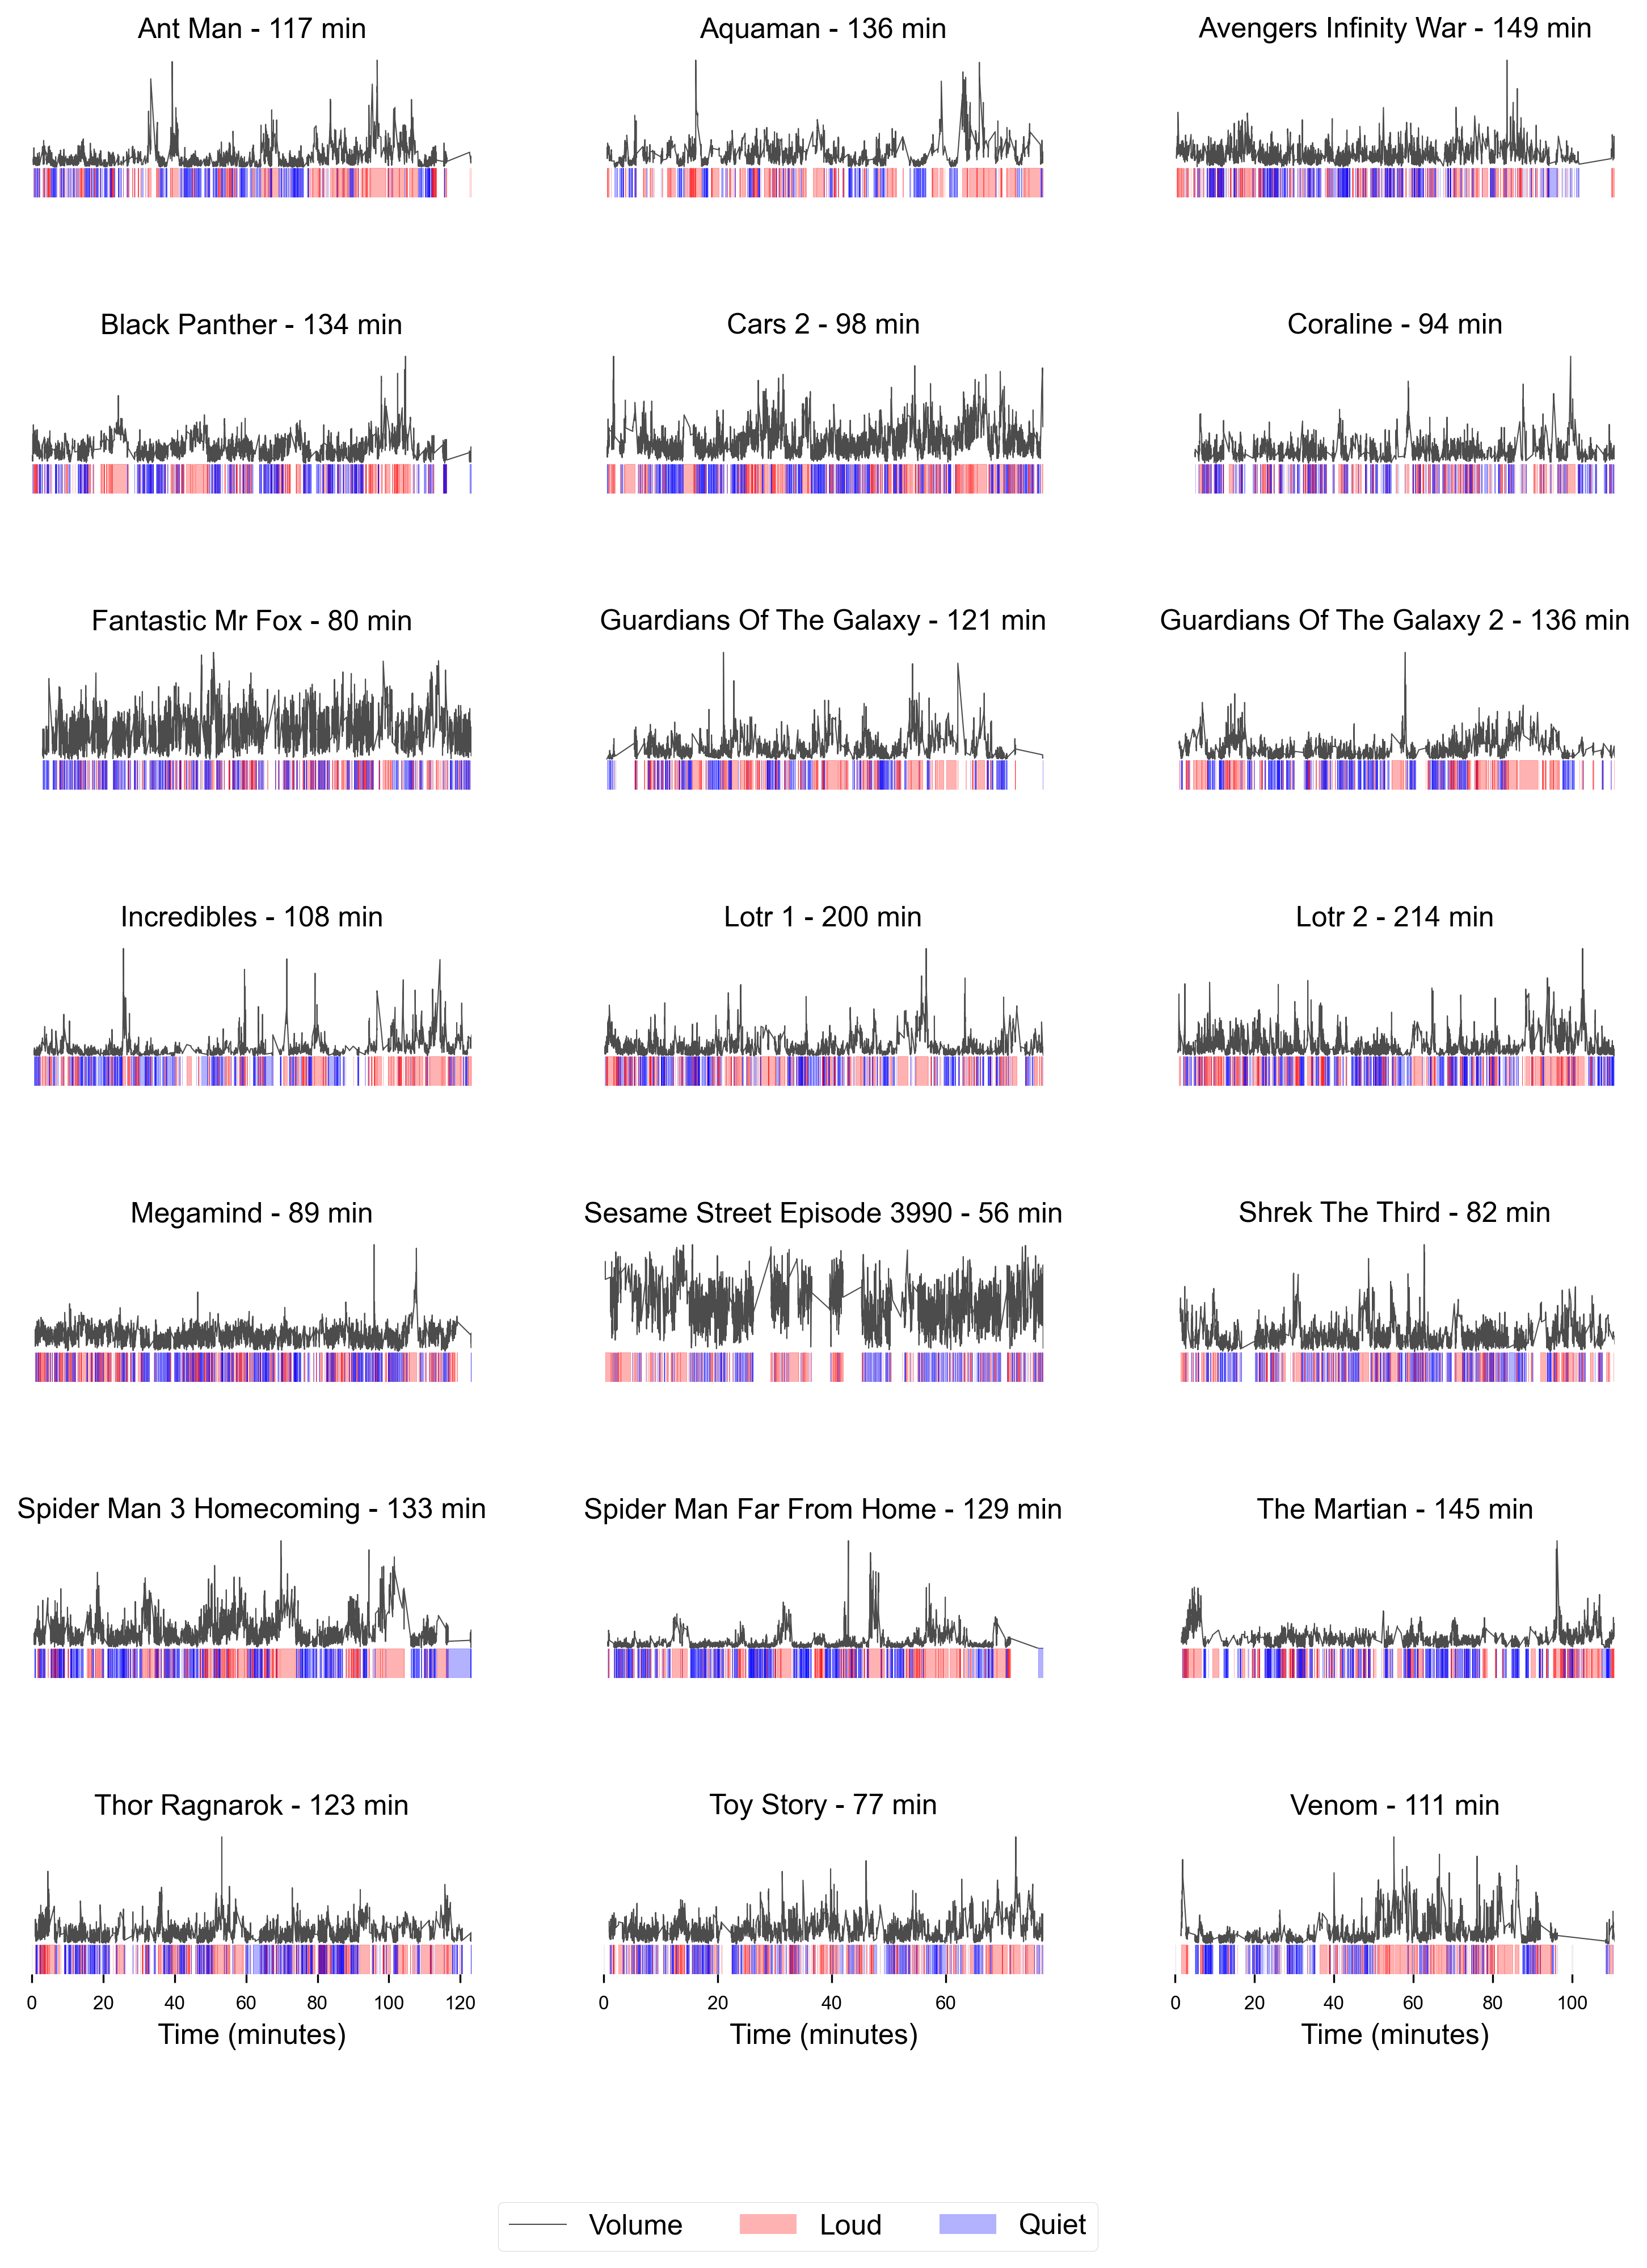 Ant Man - 117 min
Aquaman - 136 min
Avengers Infinity War - 149 min
Black Panther - 134 min
Cars 2 - 98 min
Coraline - 94 min
Fantastic Mr Fox - 80 min
Guardians Of The Galaxy - 121 min
Guardians Of The Galaxy 2 - 136 min
Incredibles - 108 min
Lotr 1 - 200 min
Lotr 2 - 214 min
Megamind - 89 min
Sesame Street Episode 3990 - 56 min
Shrek The Third - 82 min
Spider Man 3 Homecoming - 133 min
Spider Man Far From Home - 129 min
The Martian - 145 min
Thor Ragnarok - 123 min
Toy Story - 77 min
Venom - 111 min
0 20 40 60 80 100 120
0 20 40 60
0 20 40 60 80 100
Time (minutes)
Time (minutes)
Time (minutes)
Volume Loud Quiet